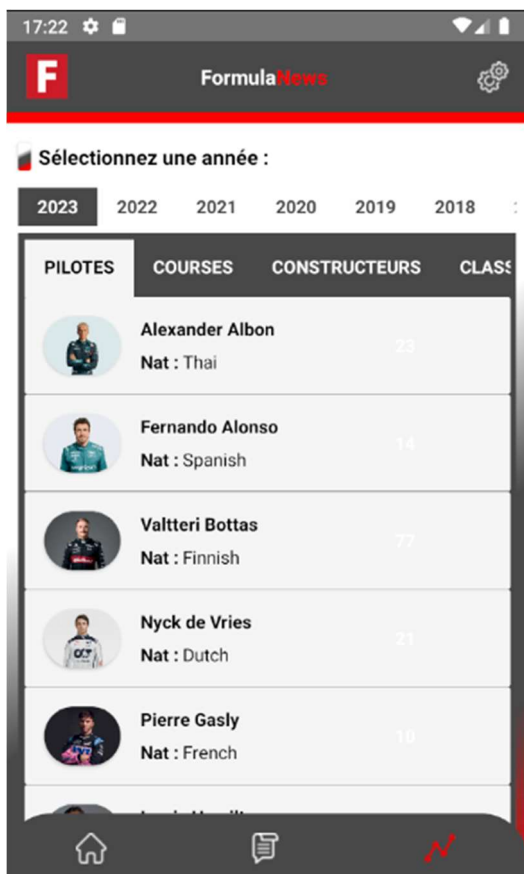 17:22
F
FormulaNews
Sélectionnez une année :
2023 2022 2021 2020 2019 2018
PILOTES COURSES CONSTRUCTEURS CLASS
Alexander Albon
23
Nat : Thai
Fernando Alonso
14
Nat : Spanish
Valtteri Bottas
77
Nat : Finnish
Nyck de Vries
21
Nat : Dutch
Pierre Gasly
10
Nat : French